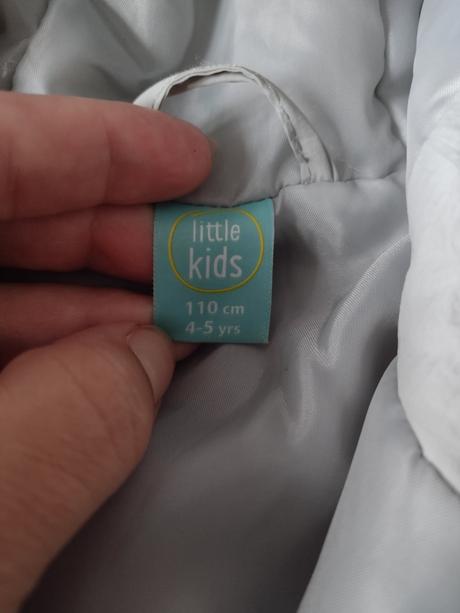 little
kids
110 cm
4-5 yrs